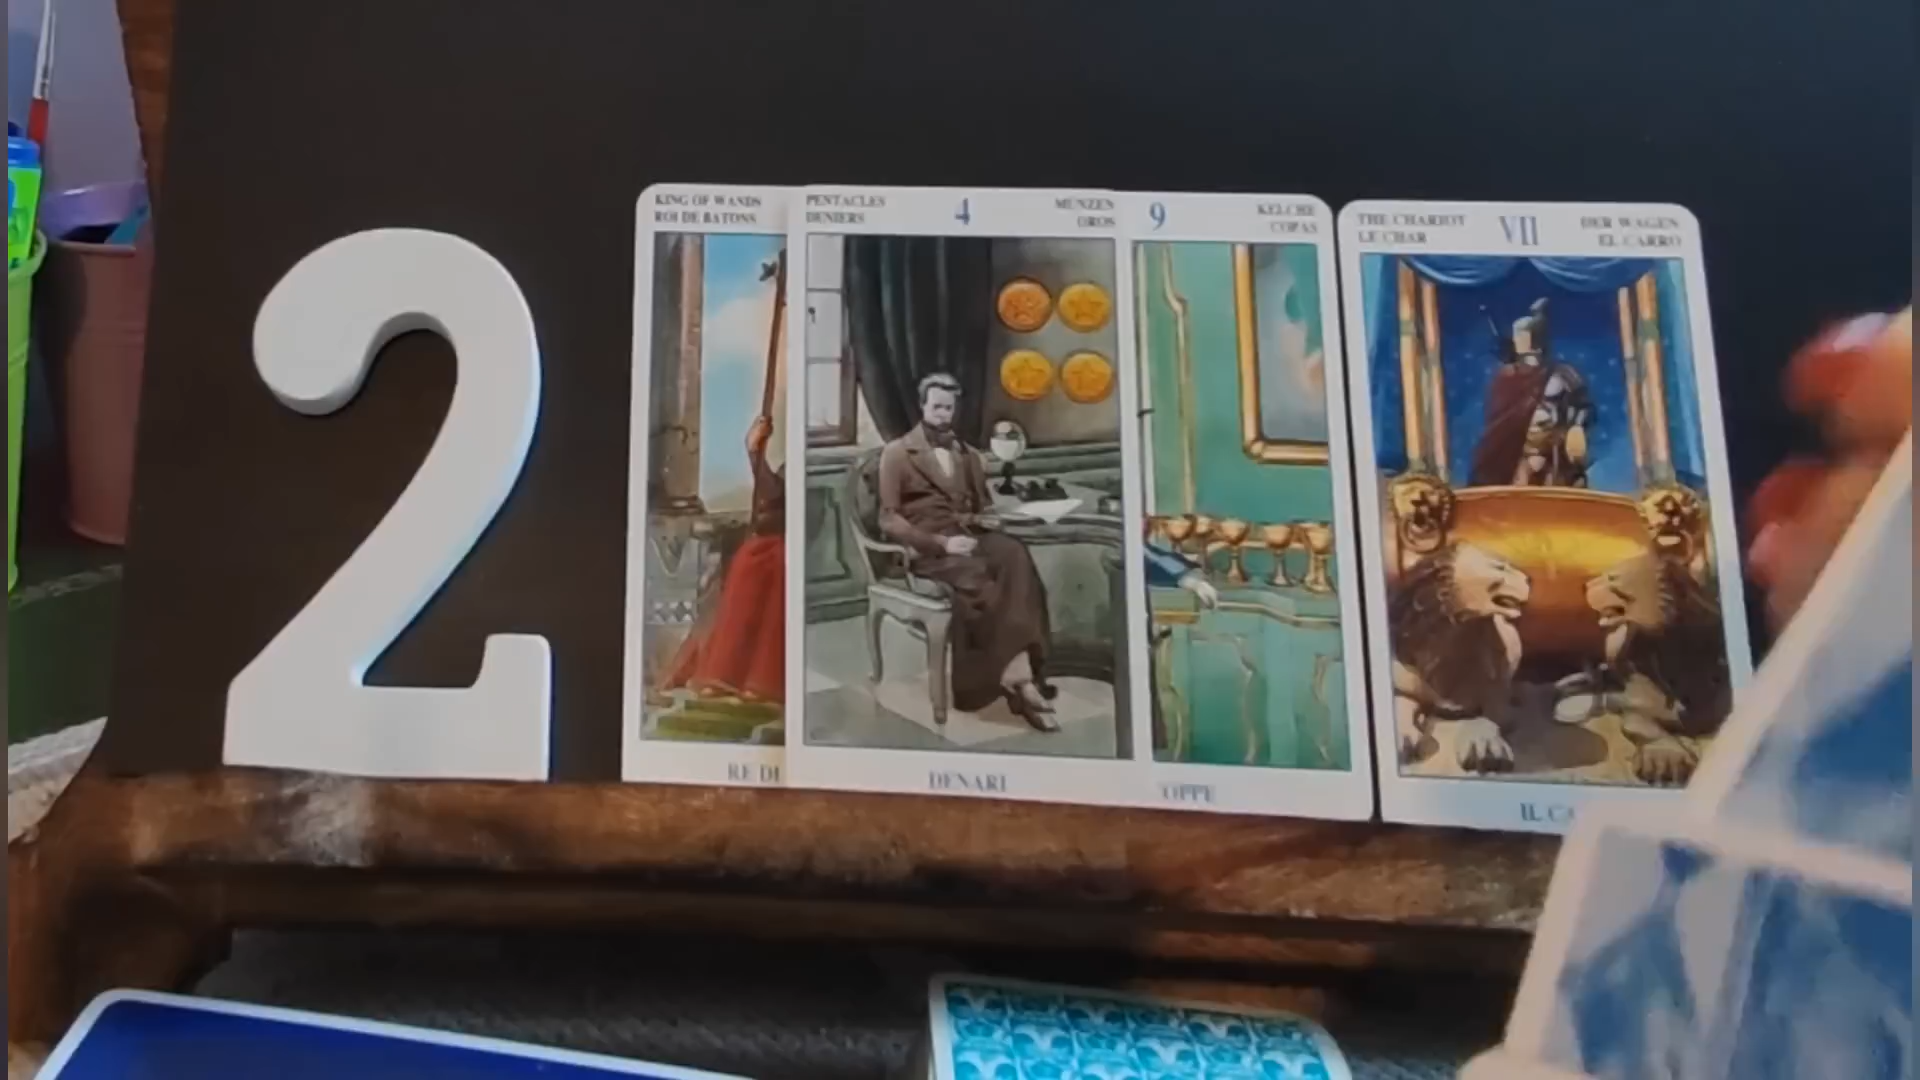 2
KING OF WANDS
ROI DE BATONS
RE DI
PENTACLES 4 MÜNZEN
DENIERS OROS
DENARI
9 KELCHE
COPAS
OPPE
THE CHARIOT VII DER WAGEN
LE CHAR EL CARRO
IL CA